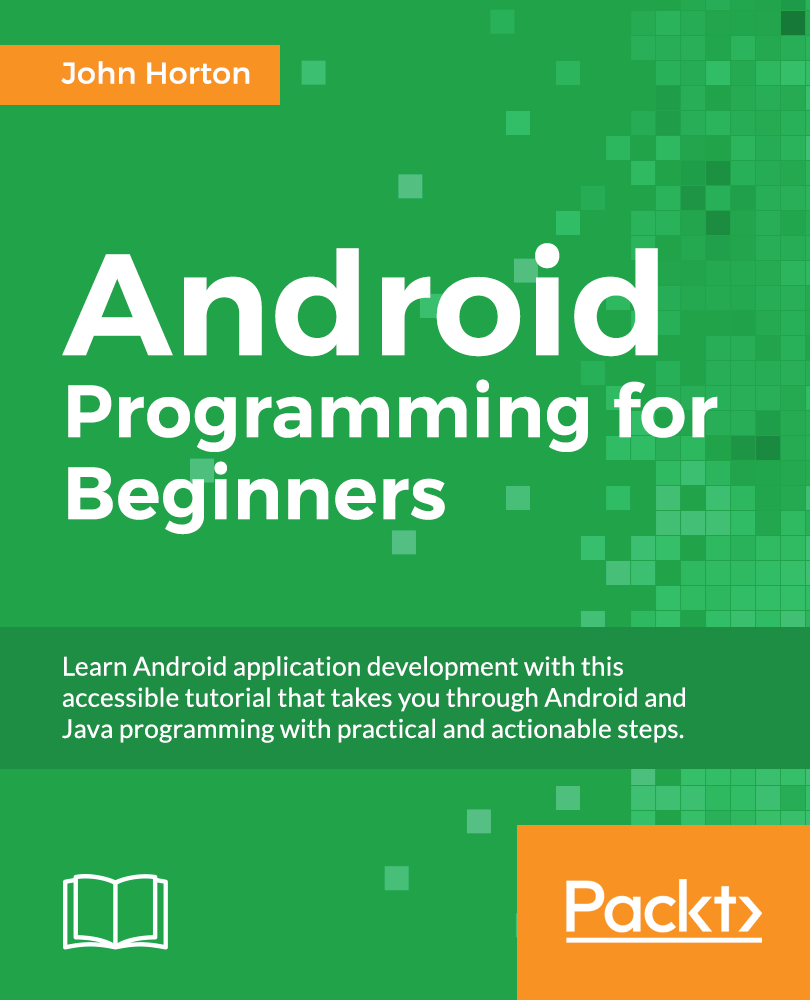 John Horton
Android
Programming for
Beginners
Learn Android application development with this
accessible tutorial that takes you through Android and
Java programming with practical and actionable steps.
Packt